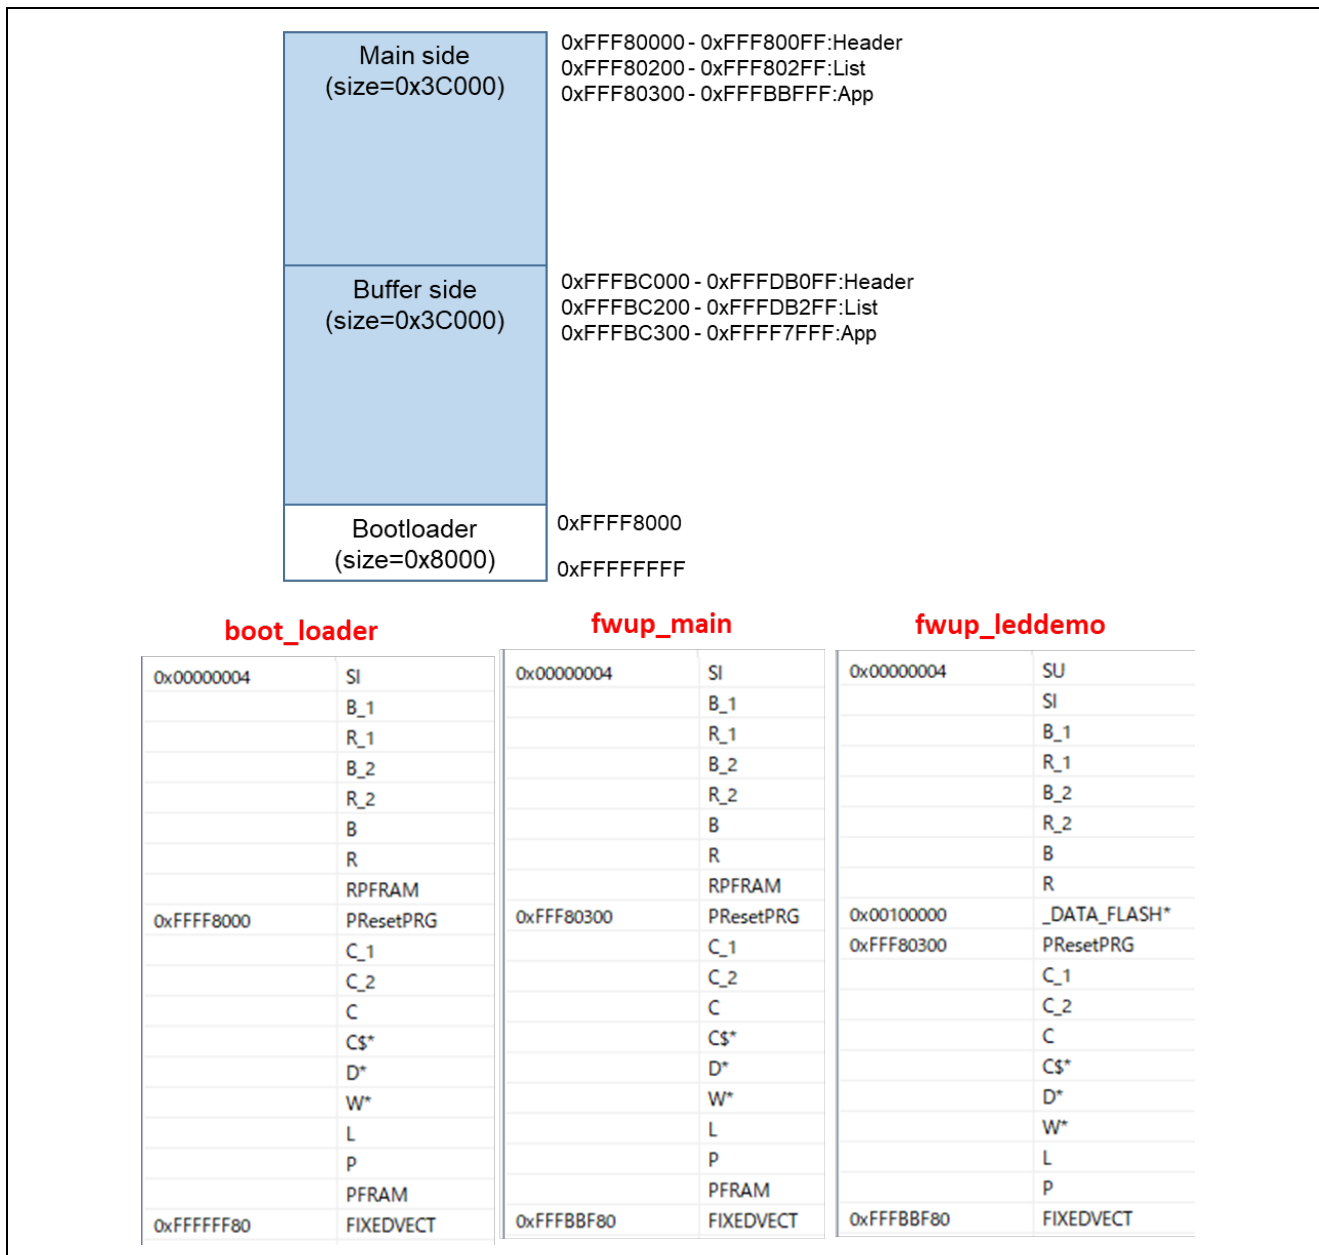 Main side
(size=0x3C000)
0xFFF80000 - 0xFFF800FF:Header
0xFFF80200 - 0xFFF802FF:List
0xFFF80300 - 0xFFFBBFFF:App
Buffer side
(size=0x3C000)
0xFFFBC000 - 0xFFFDB0FF:Header
0xFFFBC200 - 0xFFFDB2FF:List
0xFFFBC300 - 0xFFFF7FFF:App
Bootloader
(size=0x8000)
0xFFFF8000
0xFFFFFFFF
boot_loader
0x00000004 SI
B_1
R_1
B_2
R_2
B
R
RPFRAM
0xFFFF8000 PResetPRG
C_1
C_2
C
C$*
D*
W*
L
P
PFRAM
0xFFFFFF80 FIXEDVECT
fwup_main
0x00000004 SI
B_1
R_1
B_2
R_2
B
R
RPFRAM
0xFFF80300 PResetPRG
C_1
C_2
C
C$*
D*
W*
L
P
PFRAM
0xFFFBBF80 FIXEDVECT
fwup_leddemo
0x00000004 SU
SI
B_1
R_1
B_2
R_2
B
R
0x00100000 _DATA_FLASH*
0xFFF80300 PResetPRG
C_1
C_2
C
C$*
D*
W*
L
P
0xFFFBBF80 FIXEDVECT